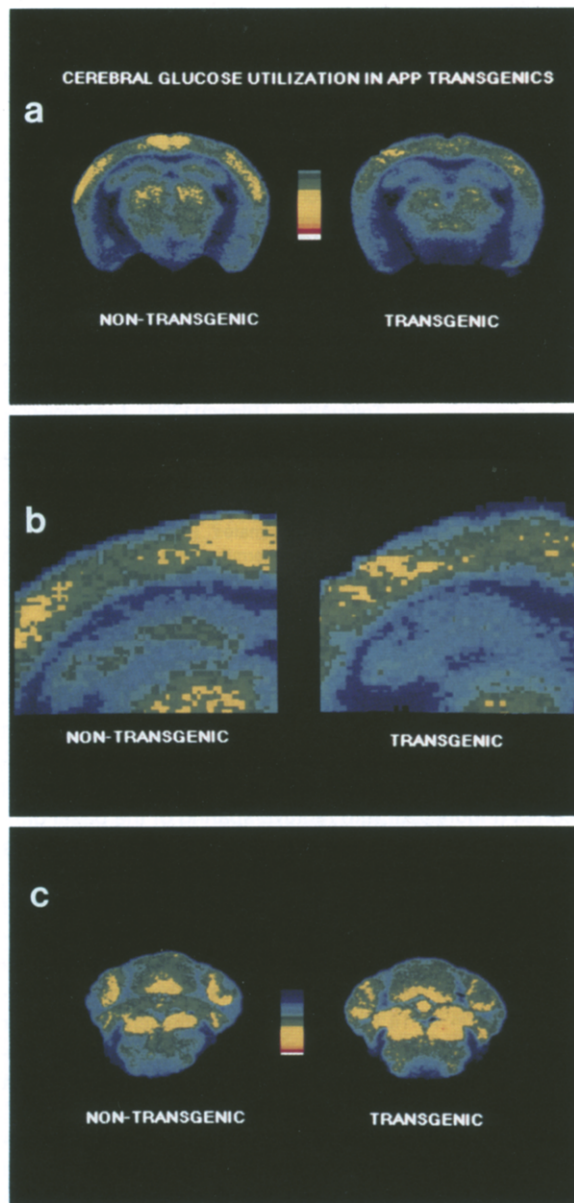 CEREBRAL GLUCOSE UTILIZATION IN APP TRANSGENICS
a
NON-TRANSGENIC
TRANSGENIC
b
NON-TRANSGENIC
TRANSGENIC
c
NON-TRANSGENIC
TRANSGENIC